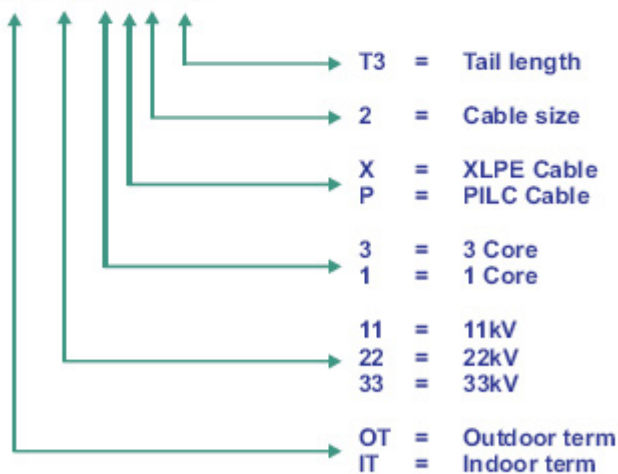 T3 = Tail length
2 = Cable size
X = XLPE Cable
P = PILC Cable
3 = 3 Core
1 = 1 Core
11 = 11kV
22 = 22kV
33 = 33kV
OT = Outdoor term
IT = Indoor term